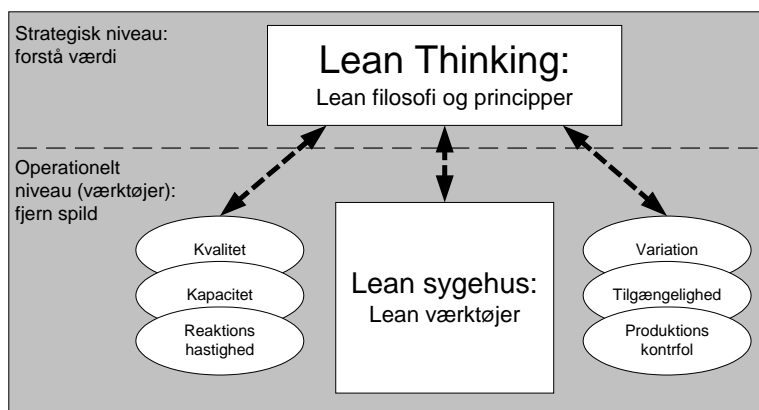 Strategisk niveau:
forstå værdi
Lean Thinking:
Lean filosofi og principper
Operationelt
niveau (værktøjer):
fjern spild
Kvalitet
Kapacitet
Reaktions
hastighed
Lean sygehus:
Lean værktøjer
Variation
Tilgængelighed
Produktions
kontrfol